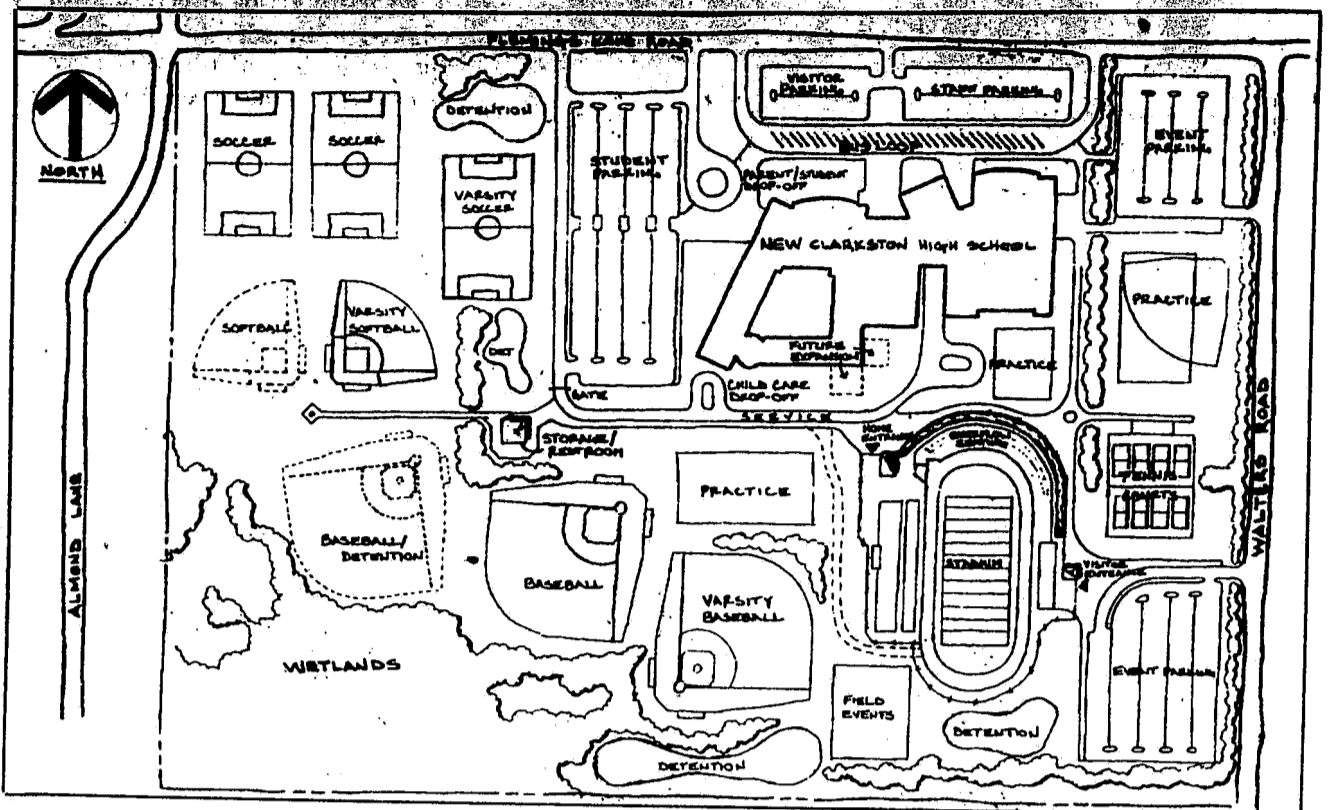 FLEMINGS LAKE ROAD
NORTH
ALMOND LANE
SOCCER
SOCCER
DETENTION
VARSITY
SOCCER
STUDENT
PARKING
VISITOR
PARKING
STAFF PARKING
BUS LOOP
PARENT/STUDENT
DROP-OFF
EVENT
PARKING
NEW CLARKSTON HIGH SCHOOL
PRACTICE
SOFTBALL
VARSITY
SOFTBALL
DET
FUTURE
EXPANSION
PRACTICE
GATE
CHILD CARE
DROP-OFF
SERVICE
STORAGE/
RESTROOM
HOME
ENTRANCE
TENNIS
COURTS
WALTERS ROAD
BASEBALL/
DETENTION
BASEBALL
PRACTICE
VARSITY
BASEBALL
STADIUM
VISITOR
ENTRANCE
WETLANDS
FIELD
EVENTS
DETENTION
DETENTION
EVENT PARKING